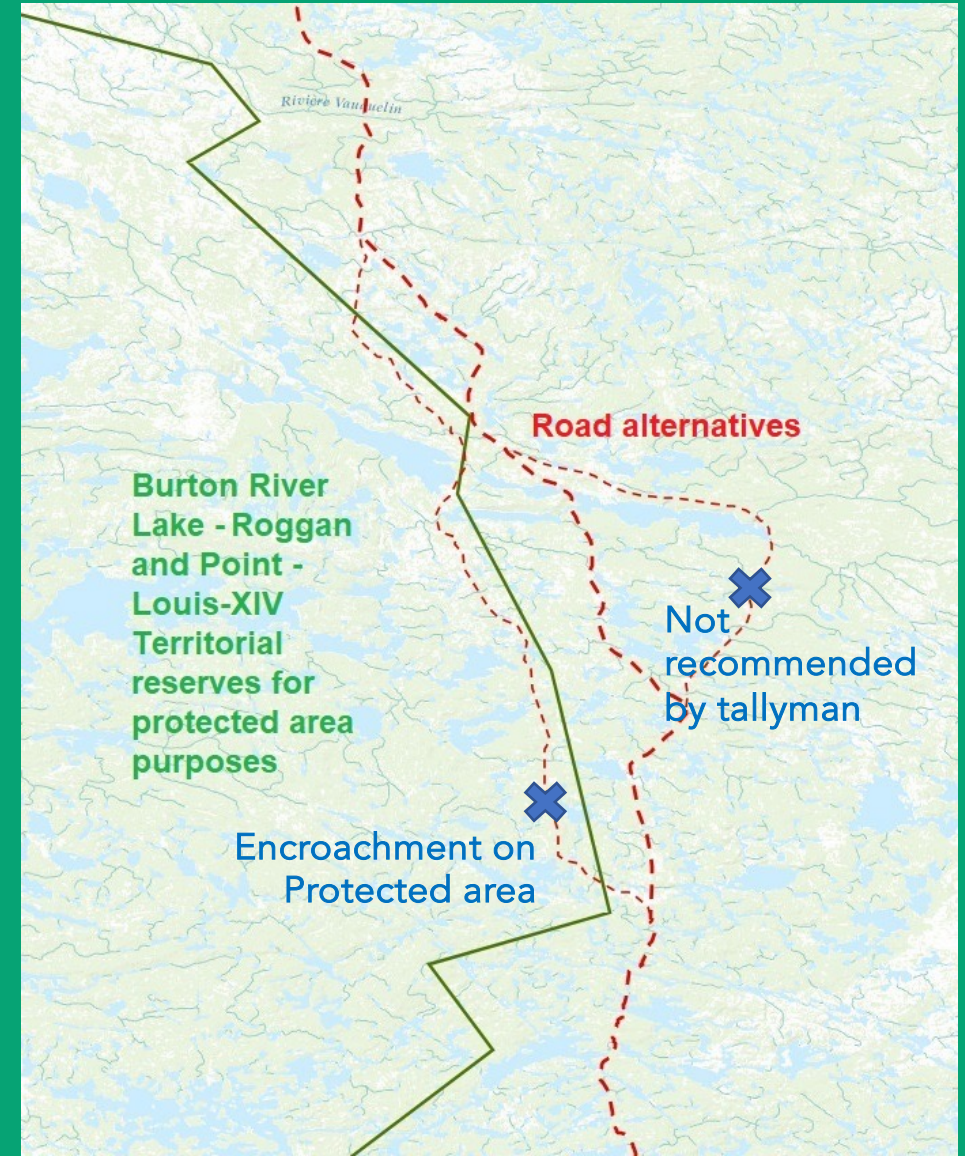 Rivière Vauquelin
Road alternatives
Burton River
Lake - Roggan
and Point -
Louis-XIV
Territorial
reserves for
protected area
purposes
Not
recommended
by tallyman
Encroachment on
Protected area